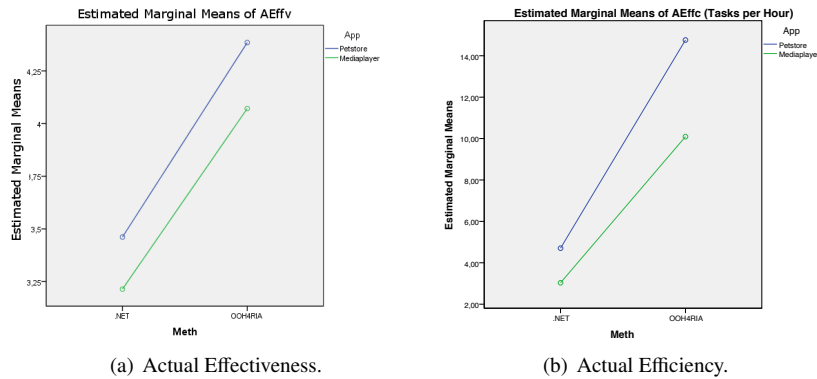 Estimated Marginal Means of AEffv
App
Petstore
Mediaplayer
Estimated Marginal Means
4,25
4
3,75
3,5
3,25
.NET
OOH4RIA
Meth
(a) Actual Effectiveness.
Estimated Marginal Means of AEffc (Tasks per Hour)
App
Petstore
Mediaplayer
Estimated Marginal Means
14,00
12,00
10,00
8,00
6,00
4,00
2,00
.NET
OOH4RIA
Meth
(b) Actual Efficiency.